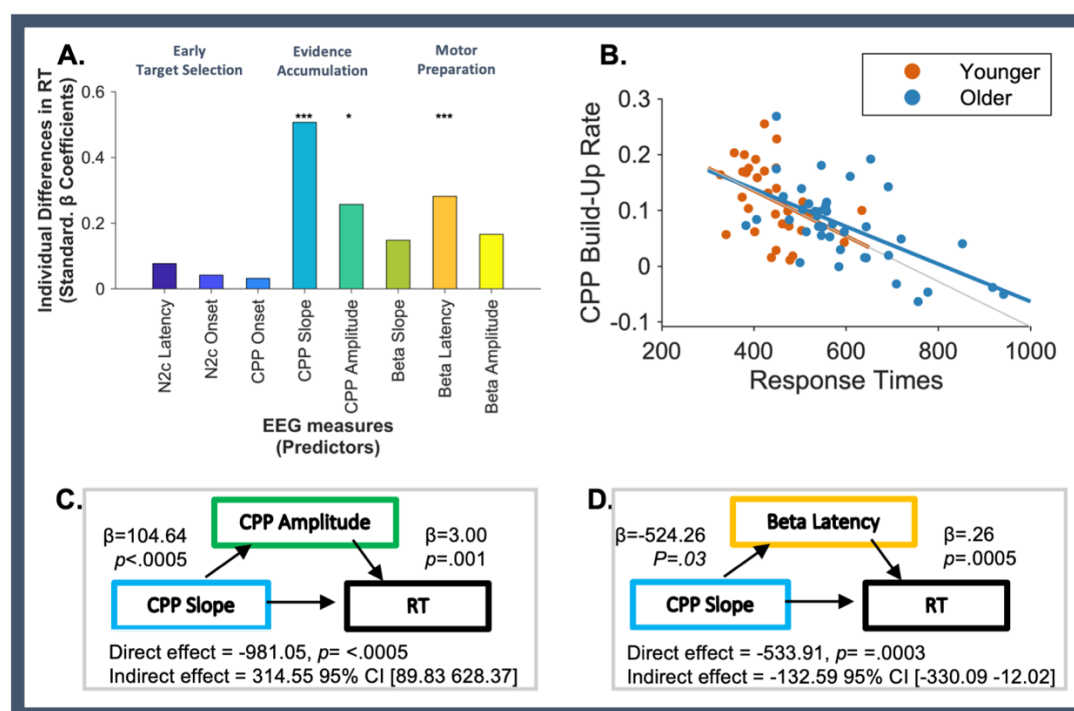 A.
Early
Target Selection
Evidence
Accumulation
Motor
Preparation
Individual Differences in RT
(Standard. β Coefficients)
0.6
0.4
0.2
0
***
*
***
N2c Latency
N2c Onset
CPP Onset
CPP Slope
CPP Amplitude
Beta Slope
Beta Latency
Beta Amplitude
EEG measures
(Predictors)
B.
Younger
Older
CPP Build-Up Rate
0.3
0.2
0.1
0
-0.1
200
400
600
800
1000
Response Times
C.
CPP Amplitude
β=104.64
p<.0005
β=3.00
p=.001
CPP Slope
RT
Direct effect = -981.05, p= <.0005
Indirect effect = 314.55 95% CI [89.83 628.37]
D.
Beta Latency
β=-524.26
P=.03
β=.26
p=.0005
CPP Slope
RT
Direct effect = -533.91, p= =.0003
Indirect effect = -132.59 95% CI [-330.09 -12.02]